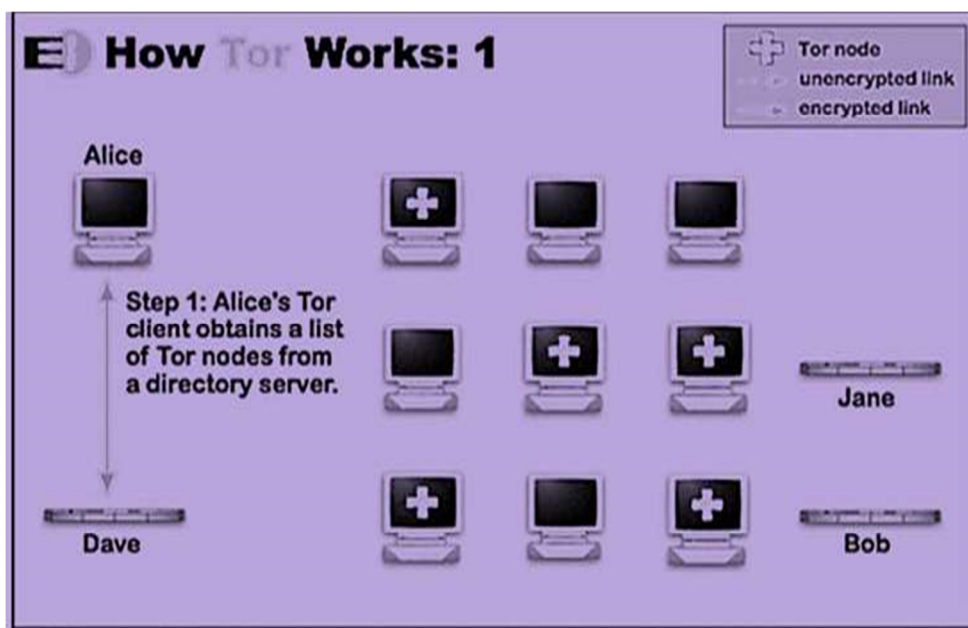 How Tor Works: 1
Tor node
unencrypted link
encrypted link
Alice
Step 1: Alice's Tor
client obtains a list
of Tor nodes from
a directory server.
Jane
Dave
Bob